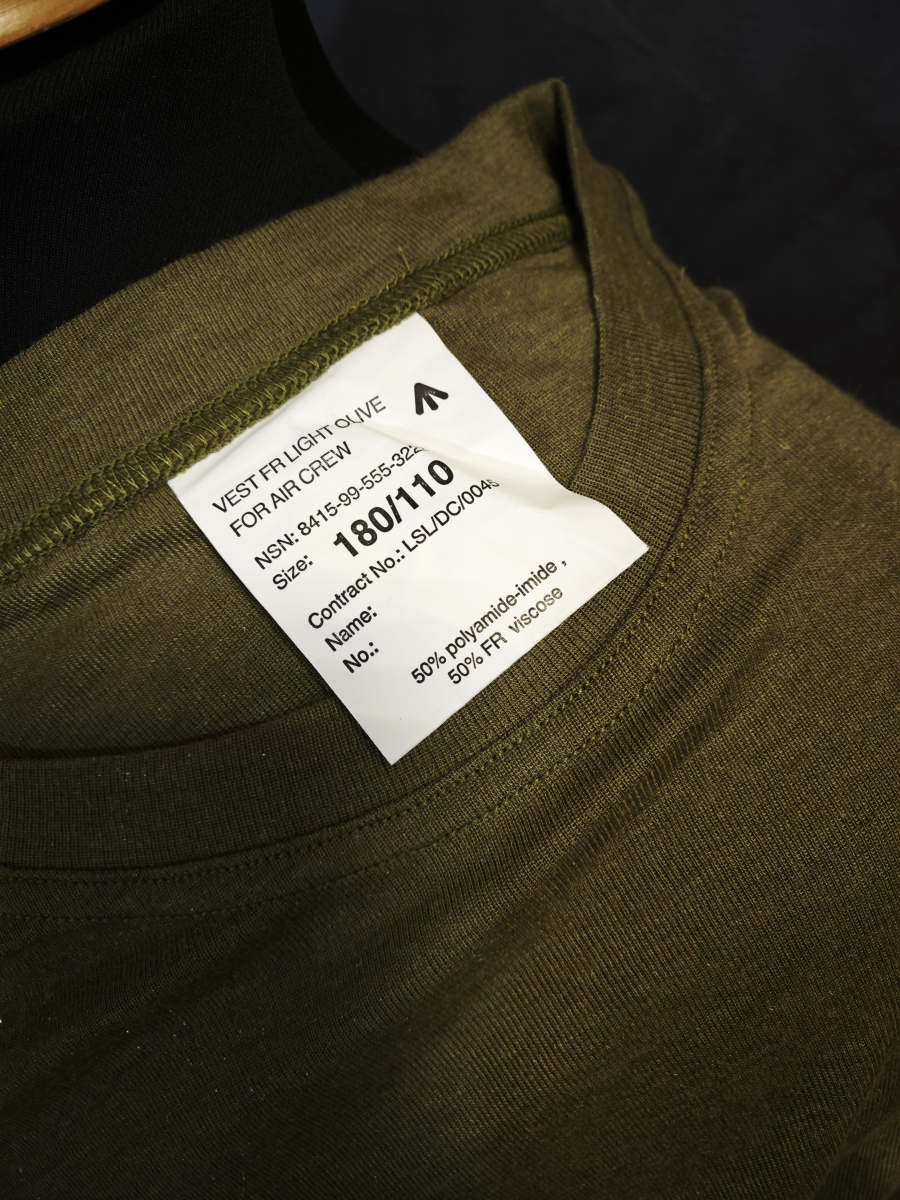 VEST FR LIGHT OLIVE
FOR AIR CREW
NSN: 8415-99-555-322
Size: 180/110
Contract No.: LSL/DC/004
Name:
No.:
50% polyamide-imide ,
50% FR viscose